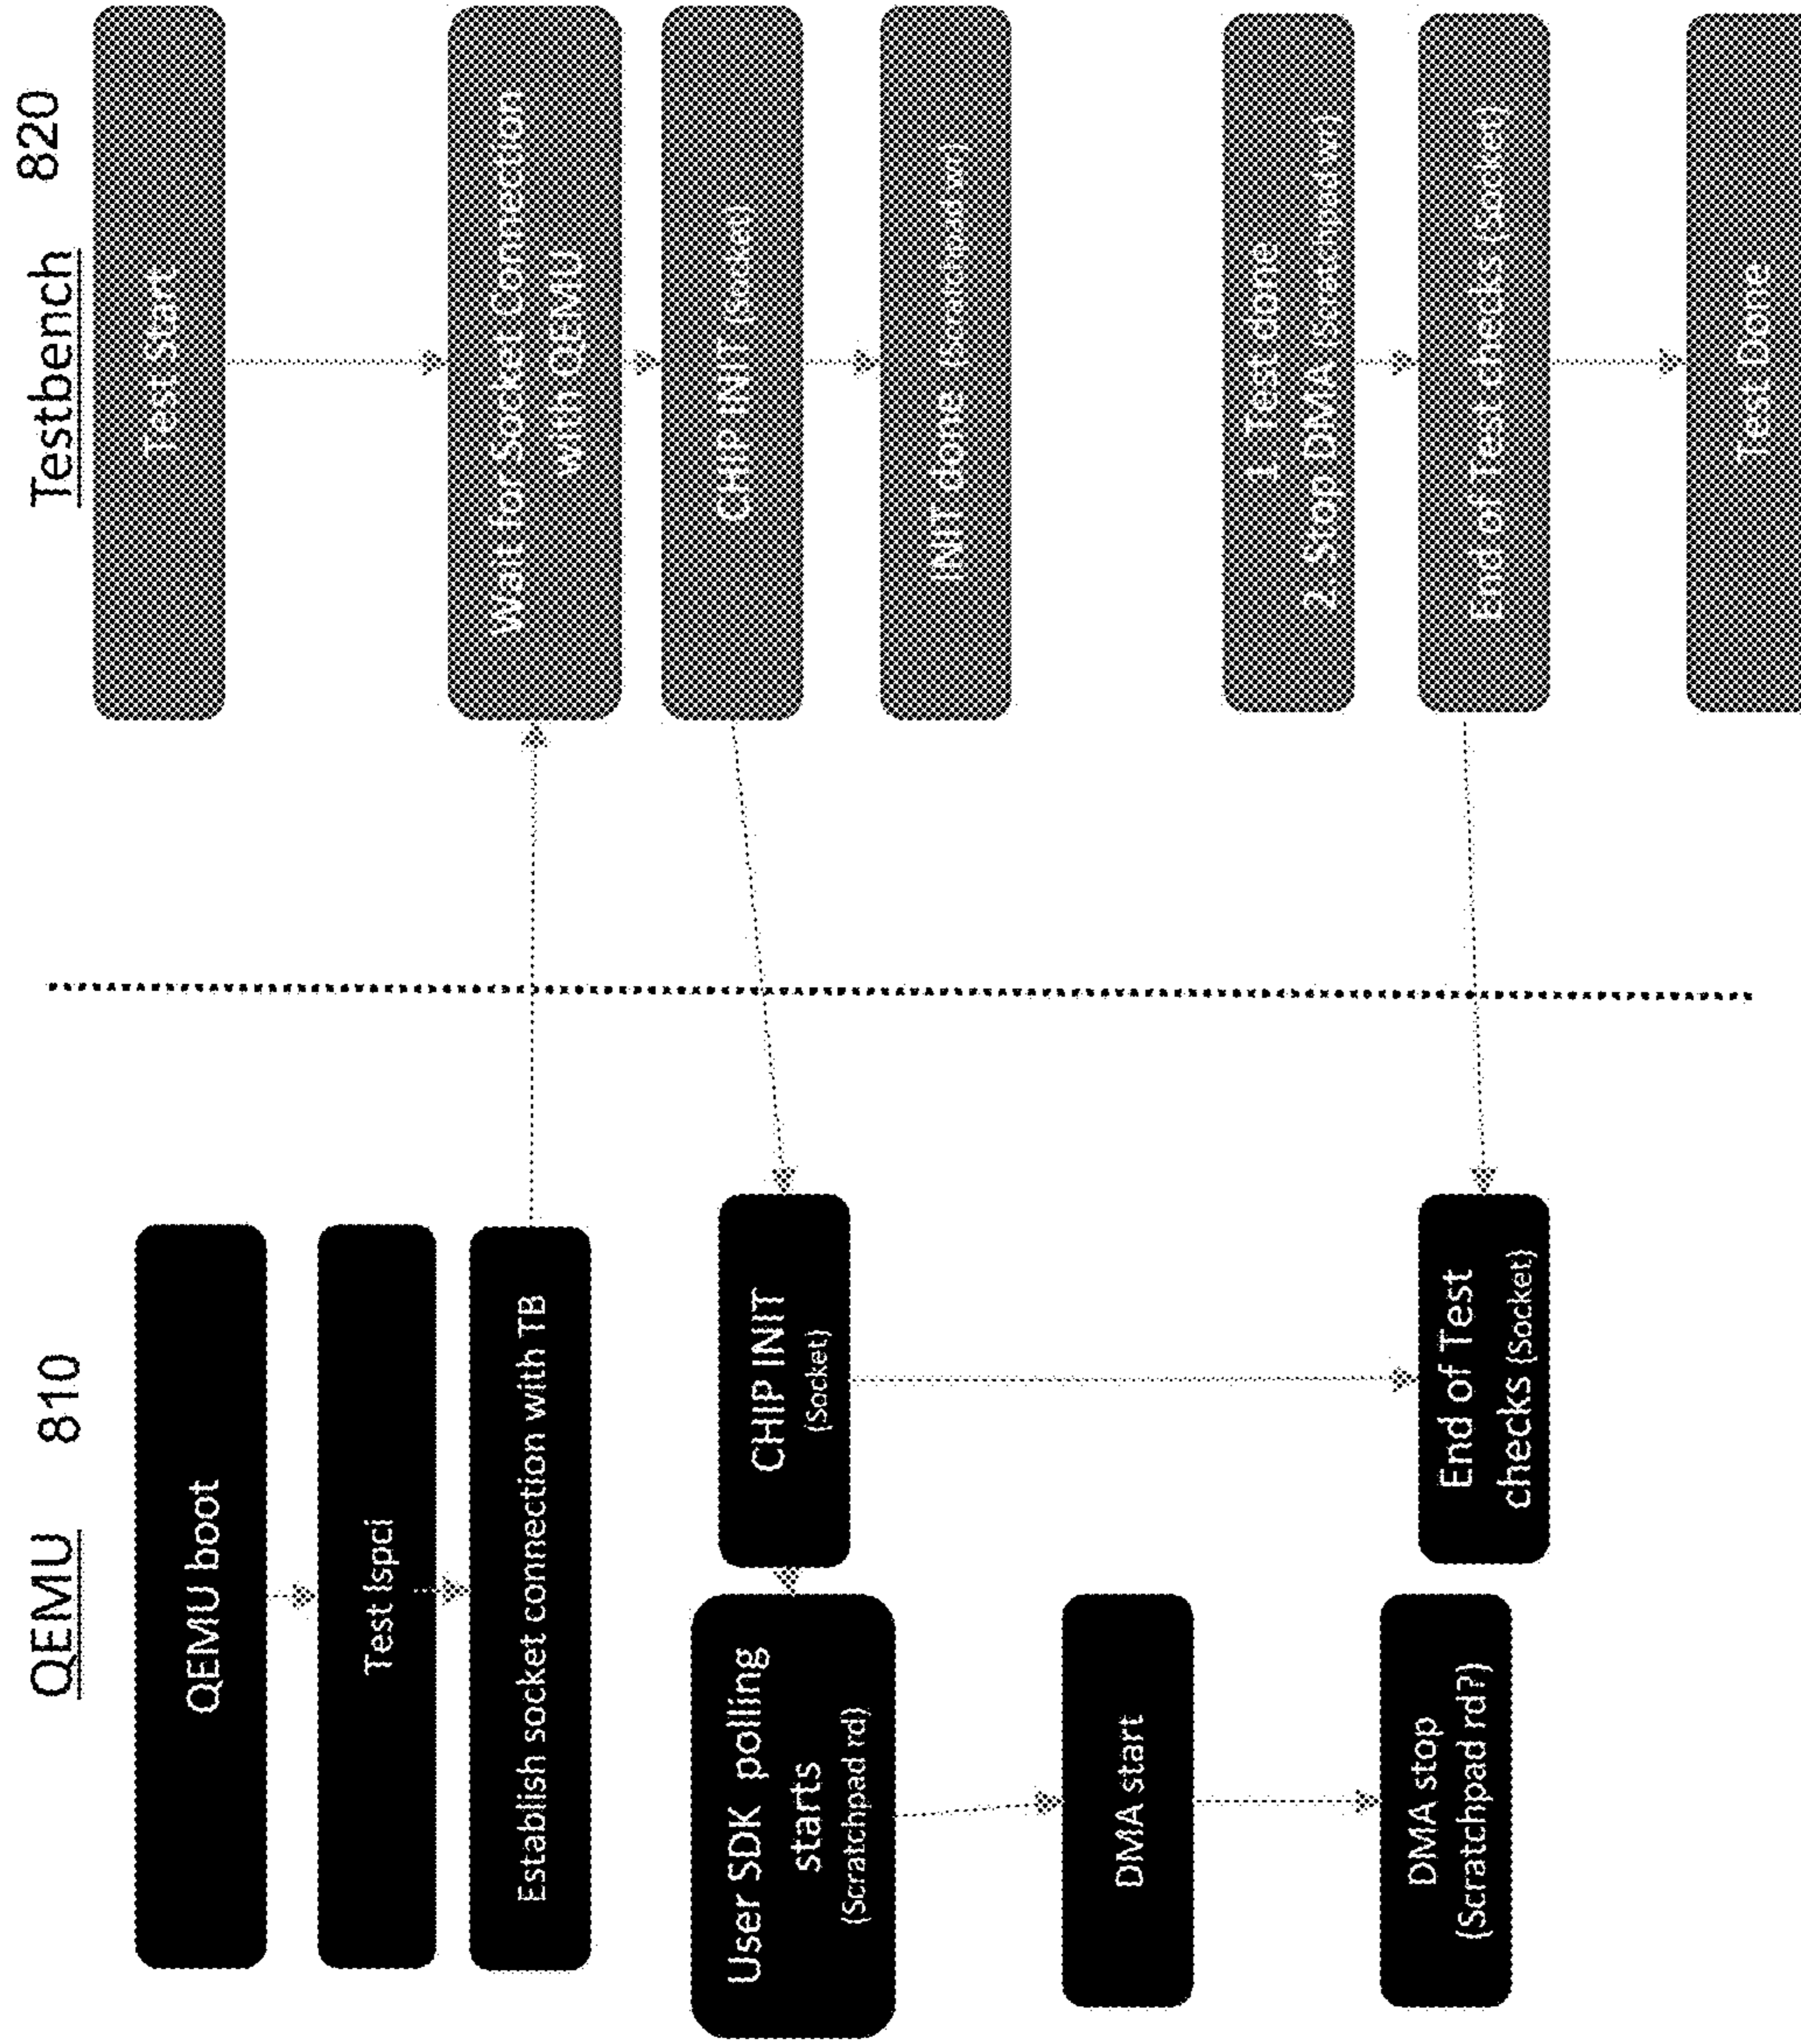 QEMU 810
QEMU boot
Test lspci
Establish socket connection with TB
CHIP INIT
(Socket)
User SDK polling
starts
(Scratchpad rd)
DMA start
DMA stop
(Scratchpad rd?)
End of Test
checks (Socket)
Testbench 820
Test Start
Wait for Socket Connection
with QEMU
CHIP INIT (Socket)
INIT done (Scratchpad wr)
1. Test done
2. Stop DMA (Scratchpad wr)
End of Test checks (Socket)
Test Done